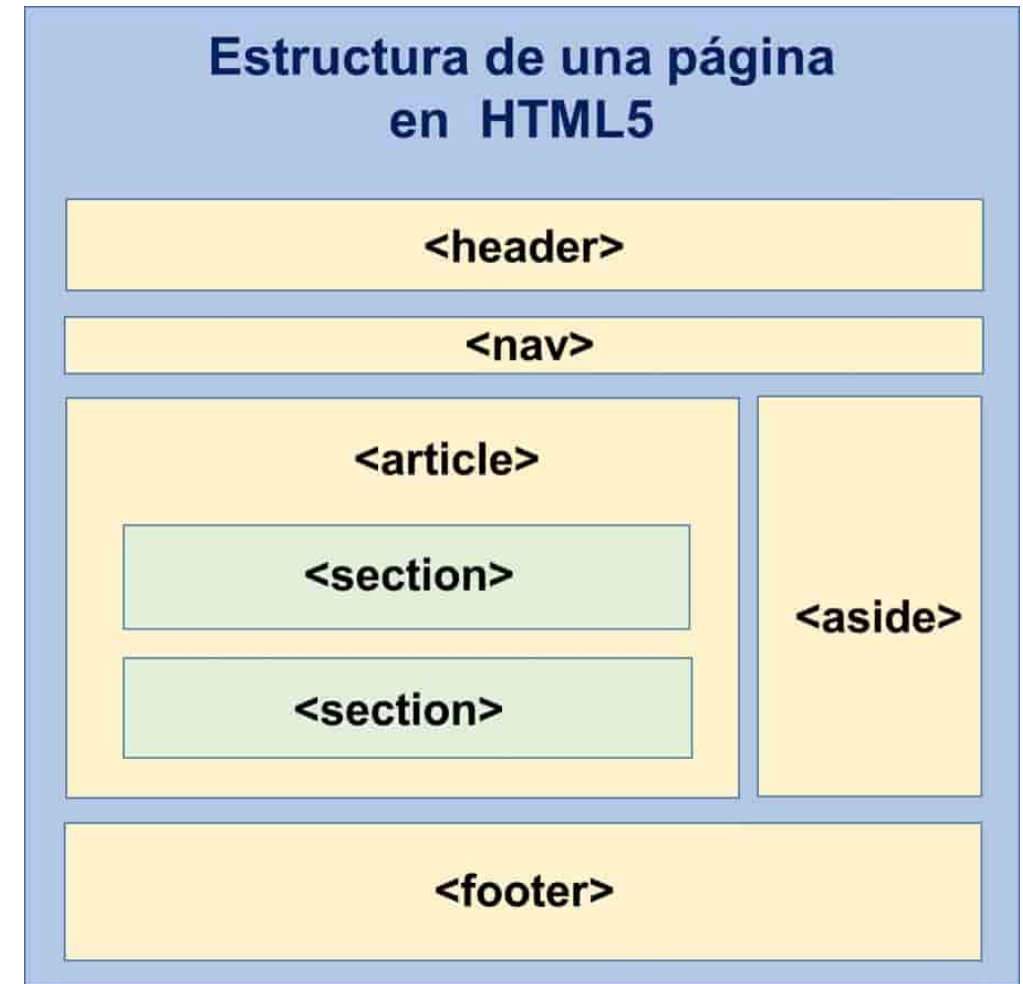 Estructura de una página
en HTML5
<header>
<nav>
<article>
<section>
<section>
<aside>
<footer>